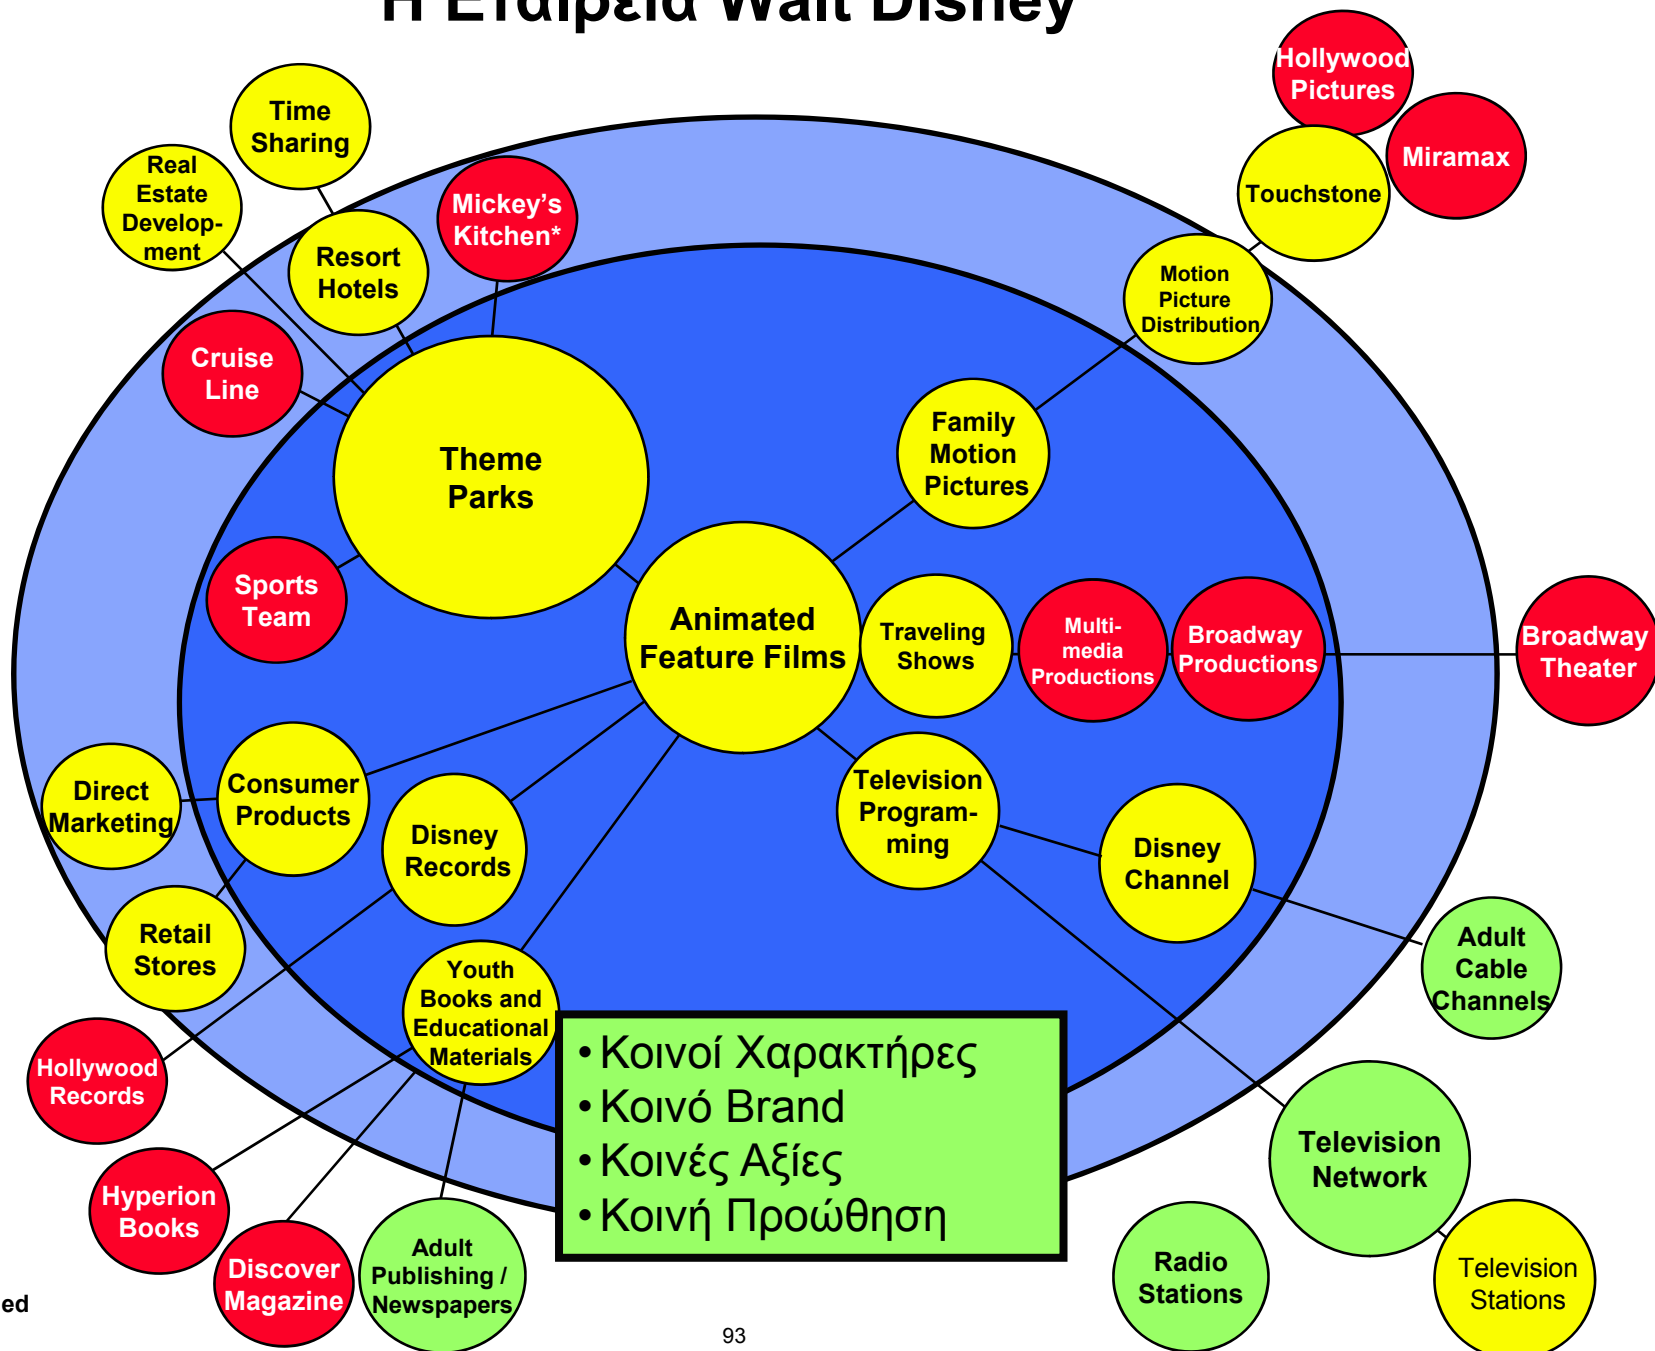 Η Εταιρεία Walt Disney
Hollywood
Pictures
Time
Sharing
Miramax
Real
Estate
Develop-
ment
Touchstone
Mickey’s
Kitchen*
Resort
Hotels
Motion
Picture
Distribution
Cruise
Line
Family
Motion
Pictures
Theme
Parks
Sports
Team
Animated
Feature Films
Traveling
Shows
Multi-
media
Productions
Broadway
Productions
Broadway
Theater
Direct
Marketing
Consumer
Products
Disney
Records
Television
Program-
ming
Disney
Channel
Retail
Stores
Adult
Cable
Channels
Youth
Books and
Educational
Materials
Hollywood
Records
• Κοινοί Χαρακτήρες
• Κοινό Brand
• Κοινές Αξίες
• Κοινή Προώθηση
Television
Network
Hyperion
Books
Discover
Magazine
Adult
Publishing /
Newspapers
Radio
Stations
Television
Stations
ed
93